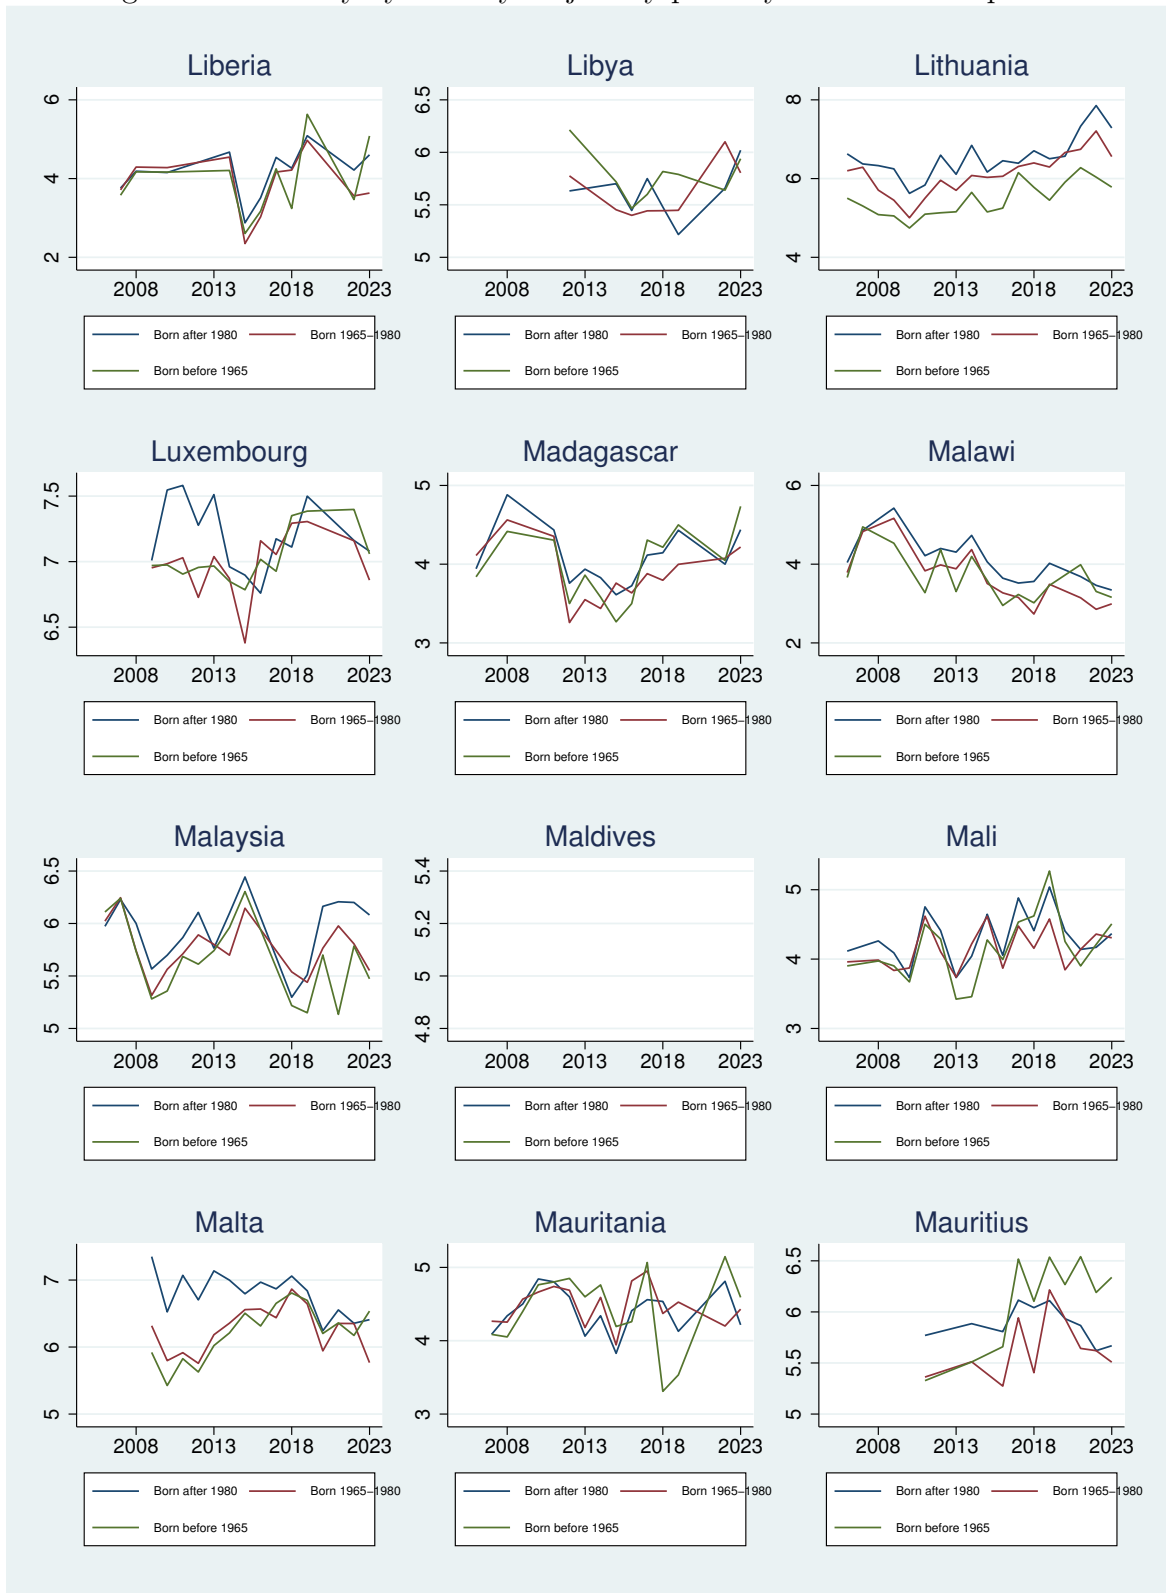 Liberia
Libya
Lithuania
6
4
2
2008 2013 2018 2023
6.5
6
5.5
5
2008 2013 2018 2023
8
6
4
2008 2013 2018 2023
Born after 1980
Born 1965–1980
Born before 1965
Born after 1980
Born 1965–1980
Born before 1965
Born after 1980
Born 1965–1980
Born before 1965
Luxembourg
Madagascar
Malawi
7.5
7
6.5
2008 2013 2018 2023
5
4
3
2008 2013 2018 2023
6
4
2
2008 2013 2018 2023
Born after 1980
Born 1965–1980
Born before 1965
Born after 1980
Born 1965–1980
Born before 1965
Born after 1980
Born 1965–1980
Born before 1965
Malaysia
Maldives
Mali
6.5
6
5.5
5
2008 2013 2018 2023
5.4
5.2
5
4.8
2008 2013 2018 2023
5
4
3
2008 2013 2018 2023
Born after 1980
Born 1965–1980
Born before 1965
Born after 1980
Born 1965–1980
Born before 1965
Born after 1980
Born 1965–1980
Born before 1965
Malta
Mauritania
Mauritius
7
6
5
2008 2013 2018 2023
5
4
3
2008 2013 2018 2023
6.5
6
5.5
5
2008 2013 2018 2023
Born after 1980
Born 1965–1980
Born before 1965
Born after 1980
Born 1965–1980
Born before 1965
Born after 1980
Born 1965–1980
Born before 1965